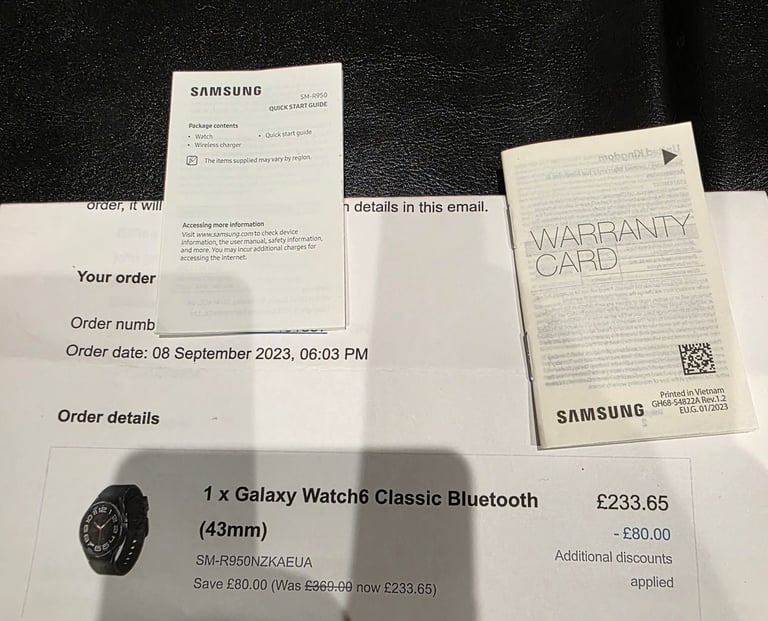 SAMSUNG
SM-R950
QUICK START GUIDE
Package contents
• Watch
• Quick start guide
• Wireless charger
The items supplied may vary by region.
Accessing more information
Visit www.samsung.com to check device
information, the user manual, safety information,
and more. You may incur additional charges for
accessing the internet.
United Kingdom
WARRANTY
CARD
Printed in Vietnam
GH68-54822A Rev.1.2
EU.G. 01/2023
SAMSUNG
order, it will
details in this email.
Your order
Order numb
Order date: 08 September 2023, 06:03 PM
Order details
1 x Galaxy Watch6 Classic Bluetooth
(43mm)
£233.65
- £80.00
Additional discounts
applied
SM-R950NZKAEUA
Save £80.00 (Was £369.00 now £233.65)